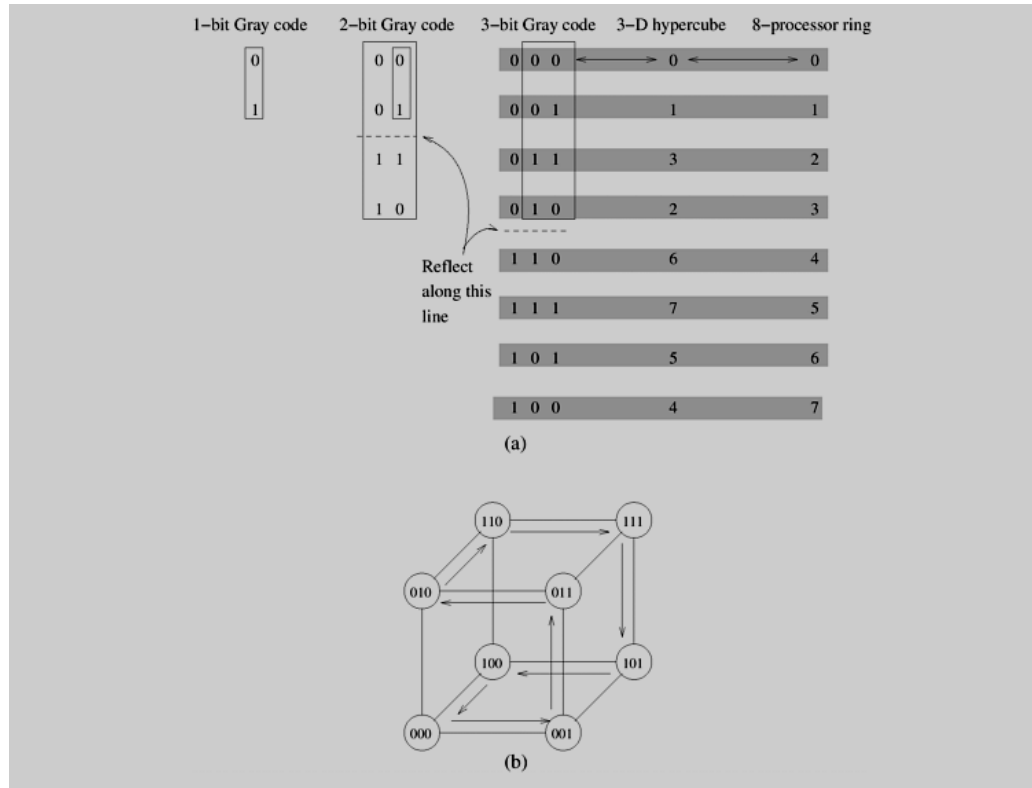 1-bit Gray code 2-bit Gray code 3-bit Gray code 3-D hypercube 8-processor ring
0 0 0 0 0 0 0 0
1 0 1 0 0 1 1 1
1 1 0 1 1 3 2
1 0 0 1 0 2 3
Reflect
along this
line
1 1 0 6 4
1 1 1 7 5
1 0 1 5 6
1 0 0 4 7
(a)
110 111
010 011
100 101
000 001
(b)